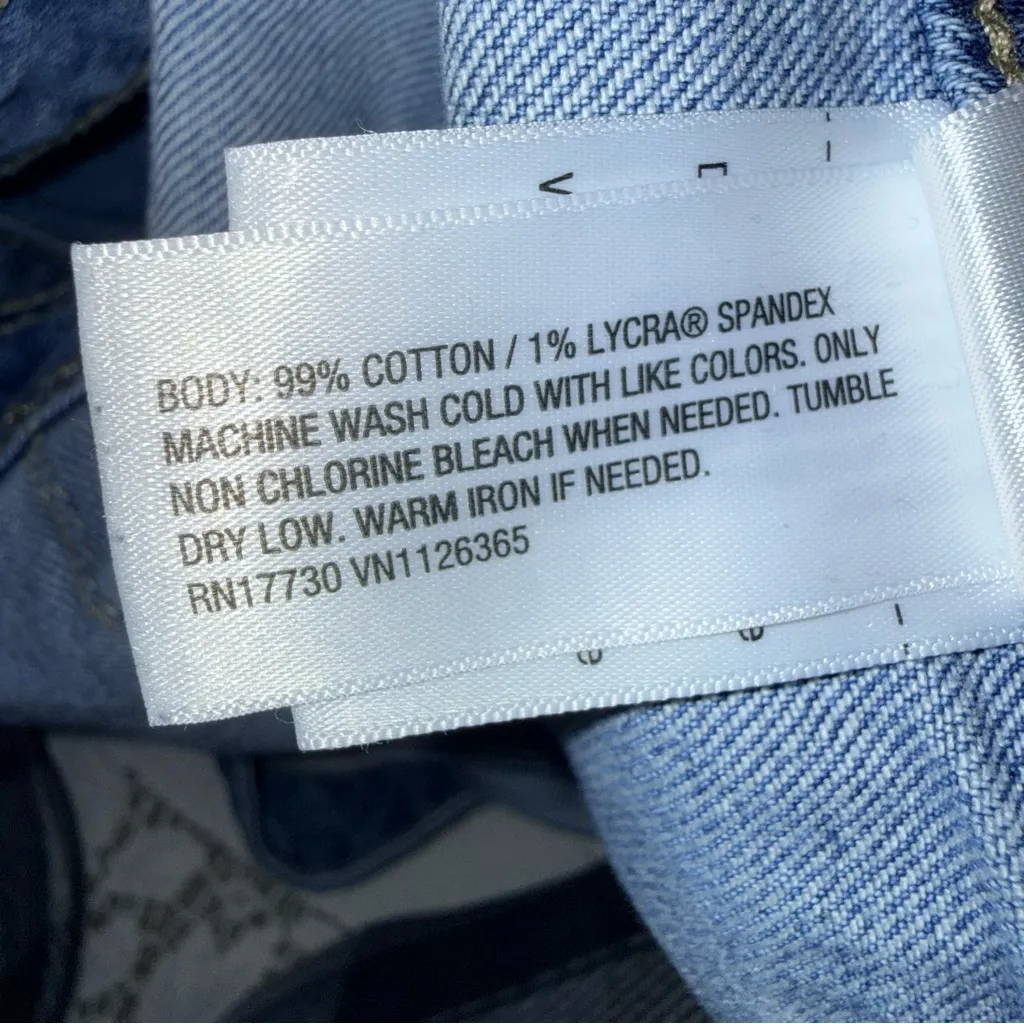 BODY: 99% COTTON / 1% LYCRA® SPANDEX
MACHINE WASH COLD WITH LIKE COLORS. ONLY
NON CHLORINE BLEACH WHEN NEEDED. TUMBLE
DRY LOW. WARM IRON IF NEEDED.
RN17730 VN1126365